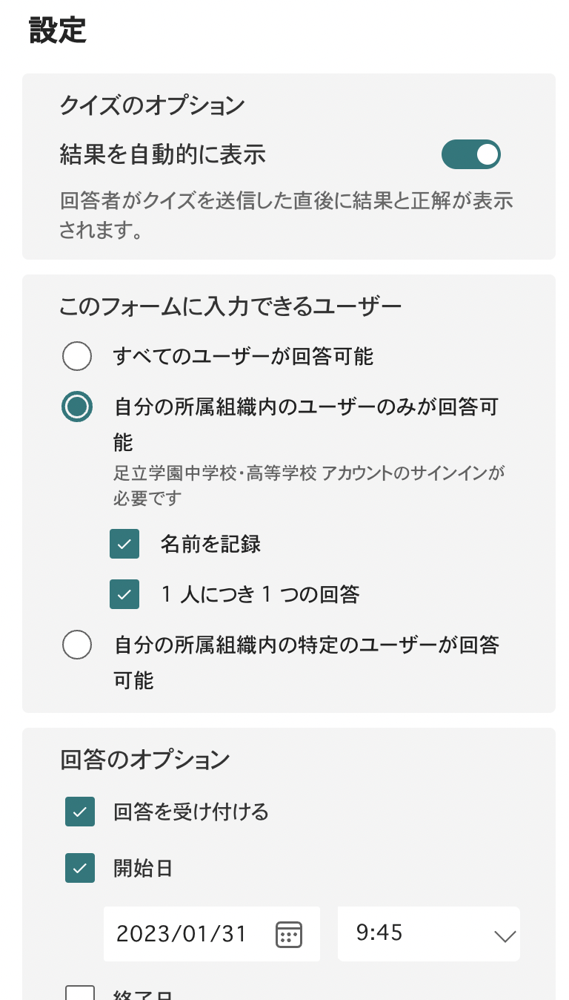 設定
クイズのオプション
結果を自動的に表示
回答者がクイズを送信した直後に結果と正解が表示
されます。
このフォームに入力できるユーザー
すべてのユーザーが回答可能
自分の所属組織内のユーザーのみが回答可
能
足立学園中学校・高等学校 アカウントのサインインが
必要です
名前を記録
1 人につき 1 つの回答
自分の所属組織内の特定のユーザーが回答
可能
回答のオプション
回答を受け付ける
開始日
2023/01/31 9:45
終了日